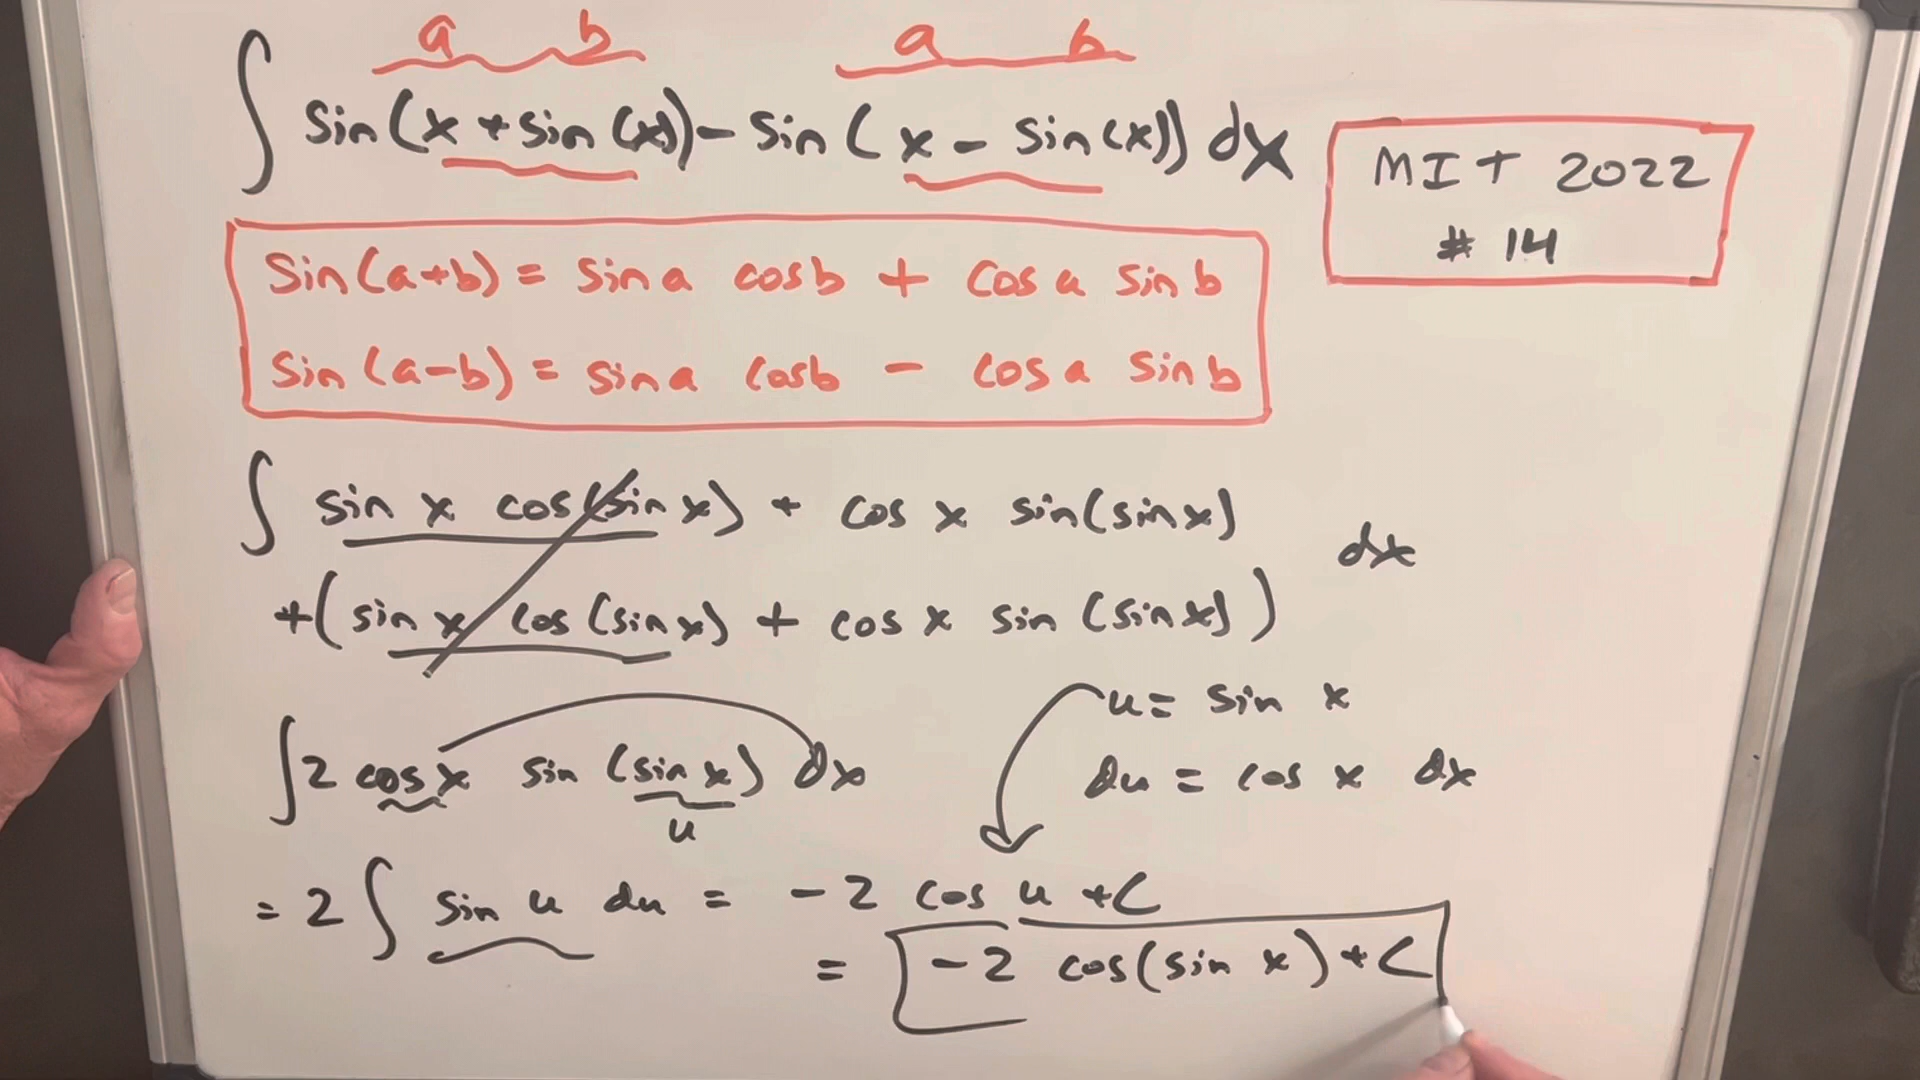 a b a b
∫ sin(x + sin(x)) - sin(x - sin(x)) dx
MIT 2022
# 14
Sin(a+b) = sin a cos b + cos a sin b
Sin(a-b) = sin a cos b - cos a sin b
∫ sin x cos(sin x) + cos x sin(sin x)
dx
+(sin x cos(sin x) + cos x sin(sin x))
u = sin x
∫ 2 cos x sin(sin x) dx
du = cos x dx
u
= 2 ∫ sin u du = -2 cos u + C
= -2 cos(sin x) + C